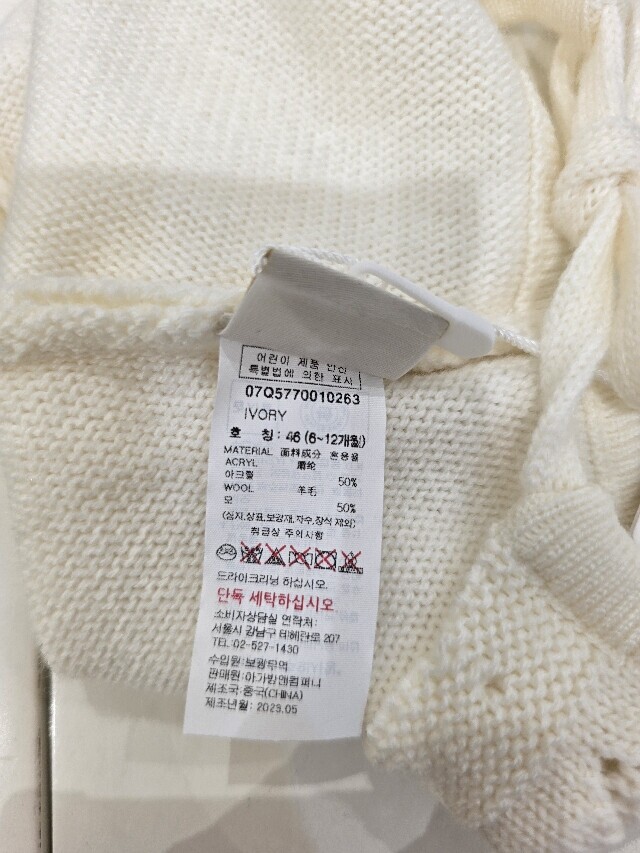 어린이 제품 안전
특별법에 의한 표시
07Q5770010263
IVORY
호 칭 : 46 (6~12개월)
MATERIAL 面料成分 혼용율
ACRYL 腈纶
아크릴 50%
WOOL 羊毛
모 50%
(심지,상표,보강재,자수,장식 제외)
취급상 주의사항
드라이크리닝 하십시오.
단독 세탁하십시오
소비자상담실 연락처:
서울시 강남구 테헤란로 207
TEL:02-527-1430
수입원:보광무역
판매원:아가방앤컴퍼니
제조국:중국(CHINA)
제조년월: 2023.05